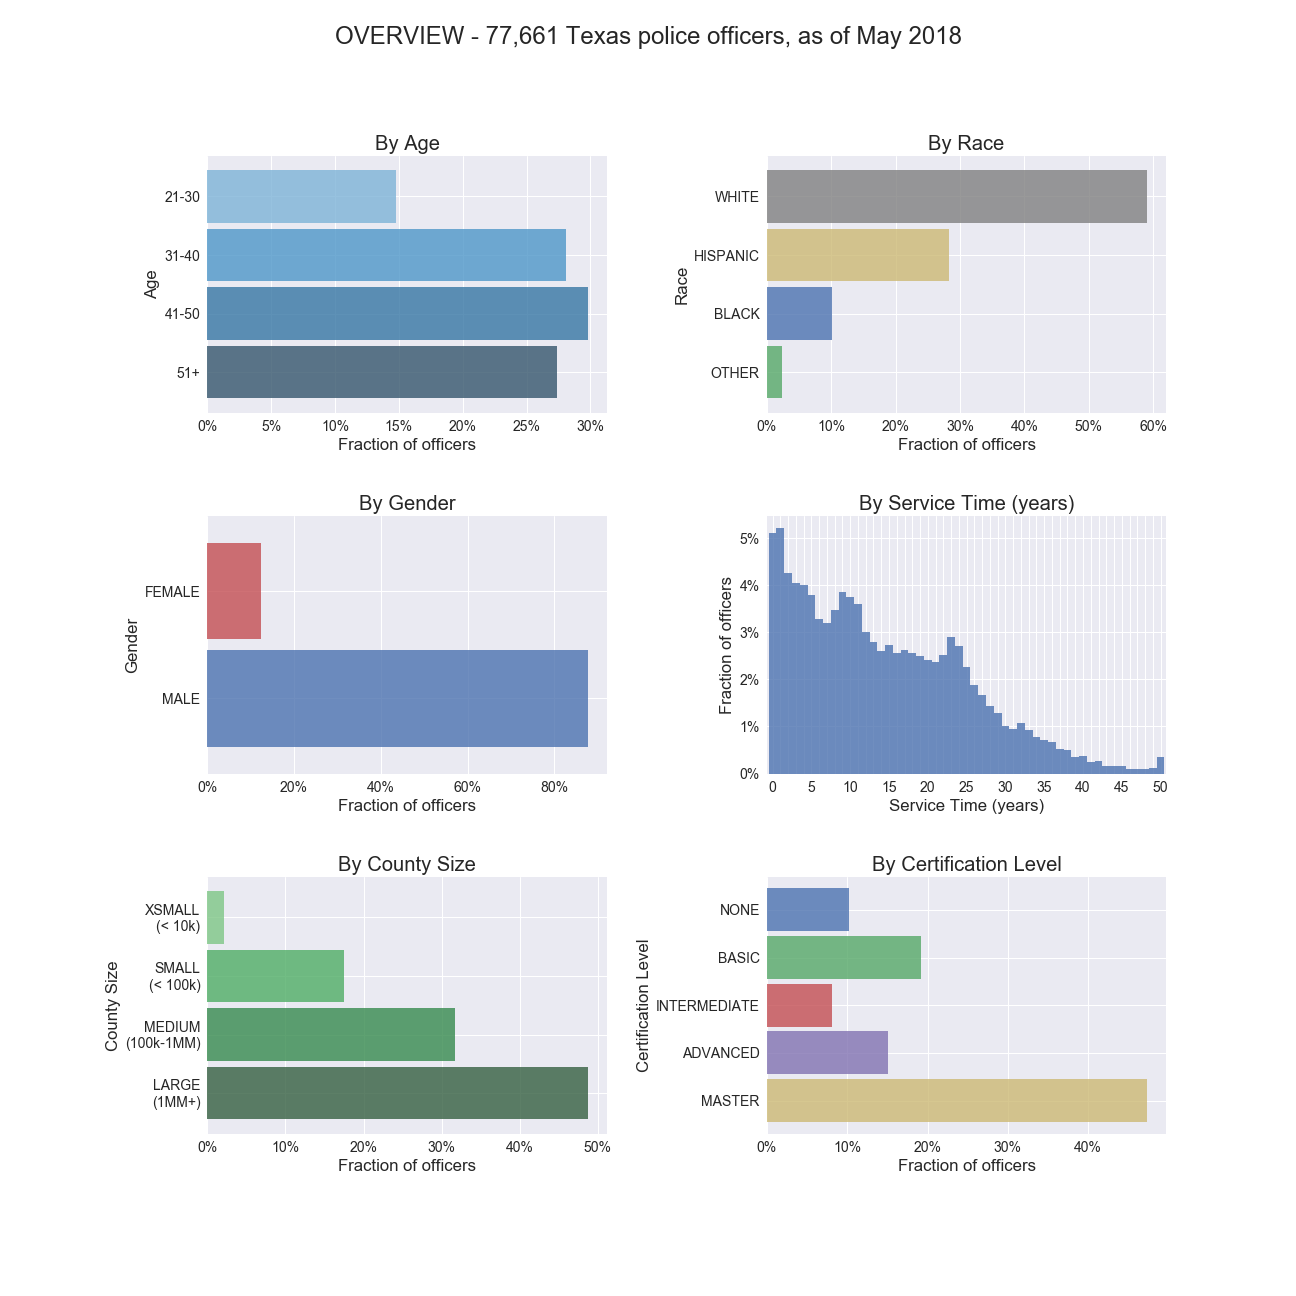 OVERVIEW - 77,661 Texas police officers, as of May 2018
By Age
Age
21-30
31-40
41-50
51+
0% 5% 10% 15% 20% 25% 30%
Fraction of officers
By Race
Race
WHITE
HISPANIC
BLACK
OTHER
0% 10% 20% 30% 40% 50% 60%
Fraction of officers
By Gender
Gender
FEMALE
MALE
0% 20% 40% 60% 80%
Fraction of officers
By Service Time (years)
Fraction of officers
5%
4%
3%
2%
1%
0%
0 5 10 15 20 25 30 35 40 45 50
Service Time (years)
By County Size
County Size
XSMALL
(< 10k)
SMALL
(< 100k)
MEDIUM
(100k-1MM)
LARGE
(1MM+)
0% 10% 20% 30% 40% 50%
Fraction of officers
By Certification Level
Certification Level
NONE
BASIC
INTERMEDIATE
ADVANCED
MASTER
0% 10% 20% 30% 40%
Fraction of officers